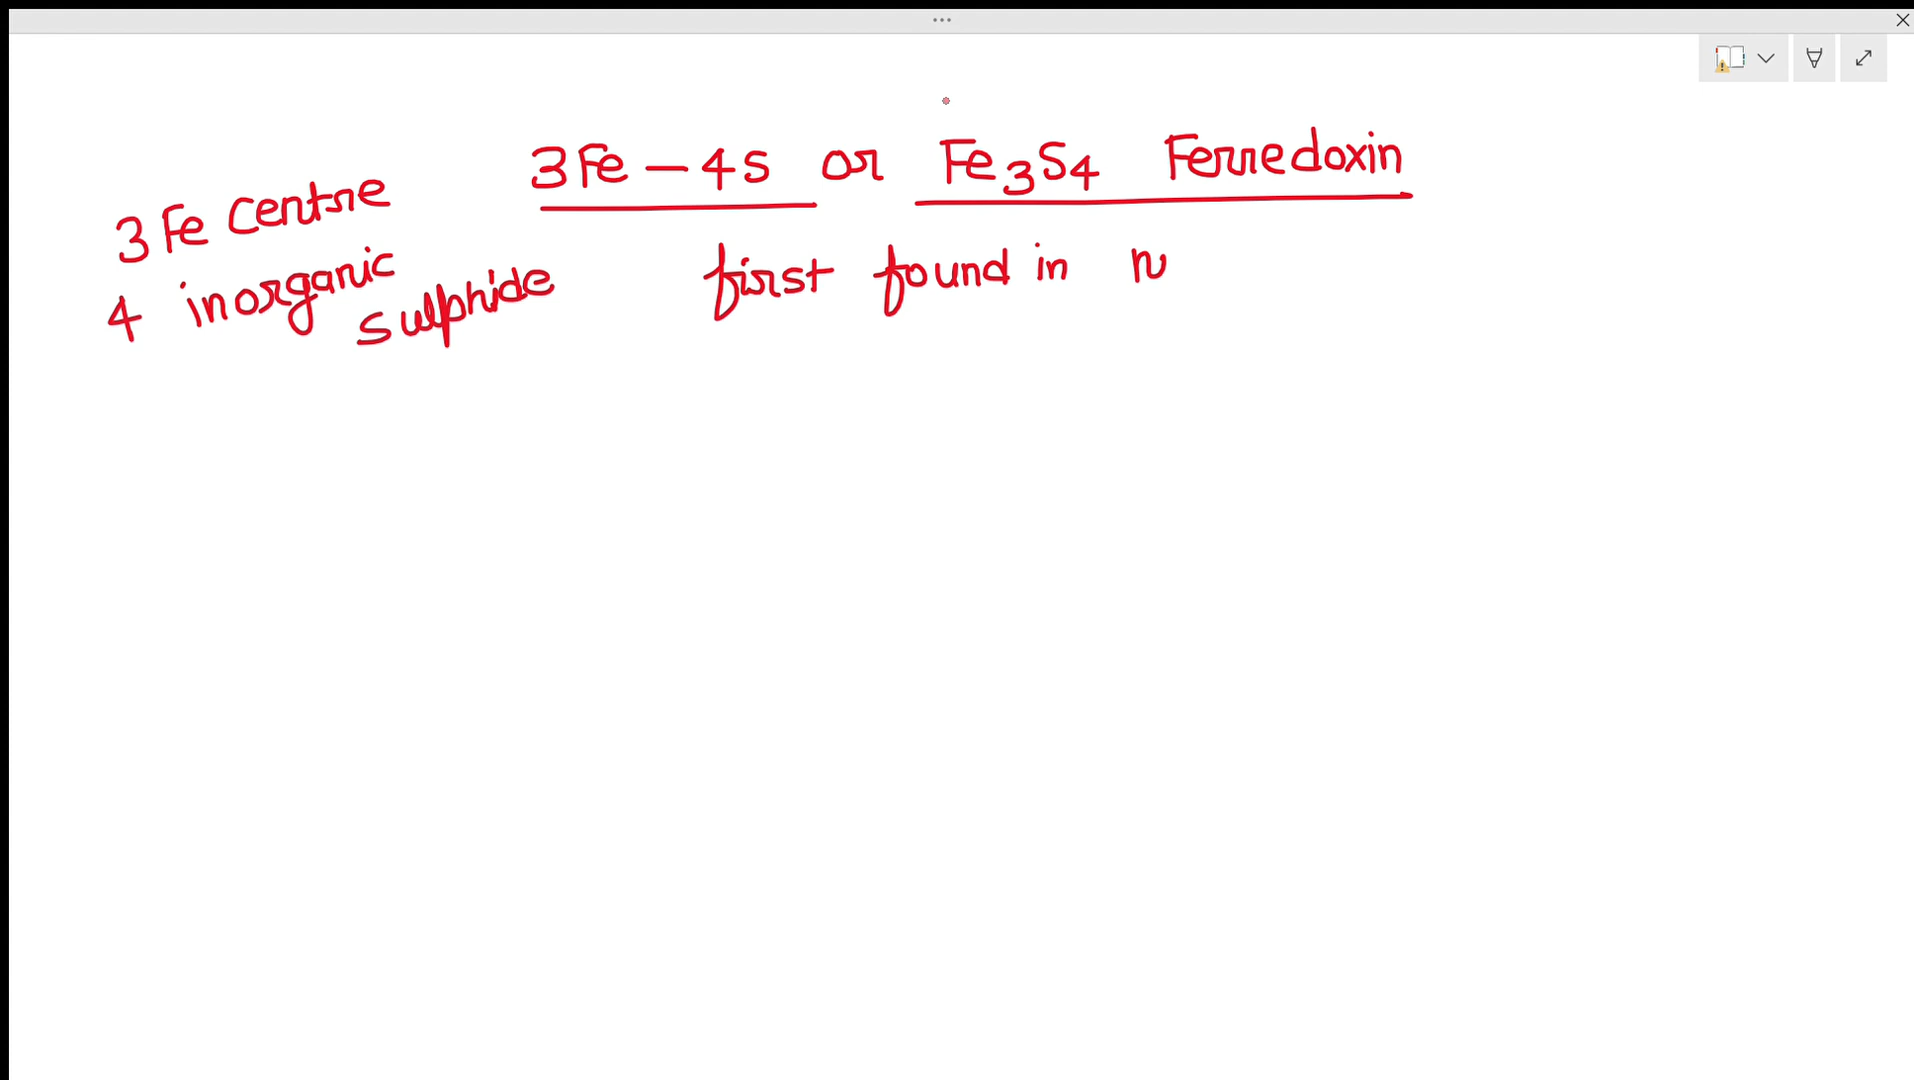 3Fe – 4s or Fe3S4 Ferredoxin
3 Fe centre
4 inorganic
sulphide
first found in n